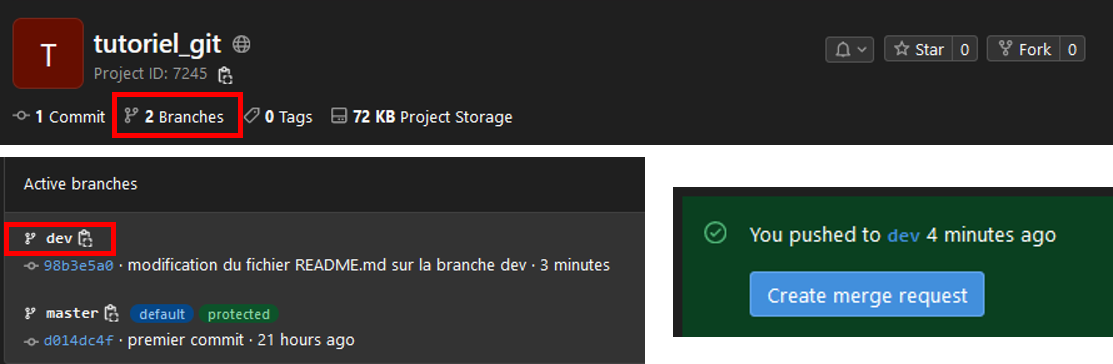 T
tutoriel_git
Project ID: 7245
Star 0
Fork 0
1 Commit 2 Branches 0 Tags 72 KB Project Storage
Active branches
dev
98b3e5a0 · modification du fichier README.md sur la branche dev · 3 minutes
master default protected
d014dc4f · premier commit · 21 hours ago
You pushed to dev 4 minutes ago
Create merge request